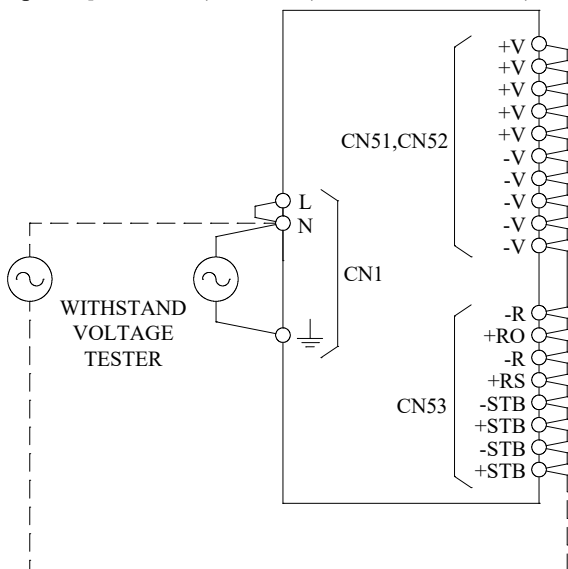 +V
+V
+V
+V
+V
CN51,CN52
-V
-V
-V
-V
-V
L
N
CN1
WITHSTAND
VOLTAGE
TESTER
-R
+RO
-R
+RS
CN53
-STB
+STB
-STB
+STB